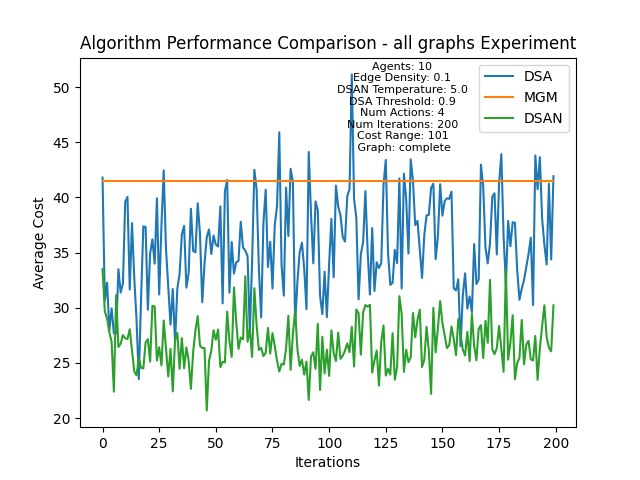 Algorithm Performance Comparison - all graphs Experiment
Agents: 10
Edge Density: 0.1
DSAN Temperature: 5.0
DSA Threshold: 0.9
Num Actions: 4
Num Iterations: 200
Cost Range: 101
Graph: complete
DSA
MGM
DSAN
Average Cost
50
45
40
35
30
25
20
0 25 50 75 100 125 150 175 200
Iterations